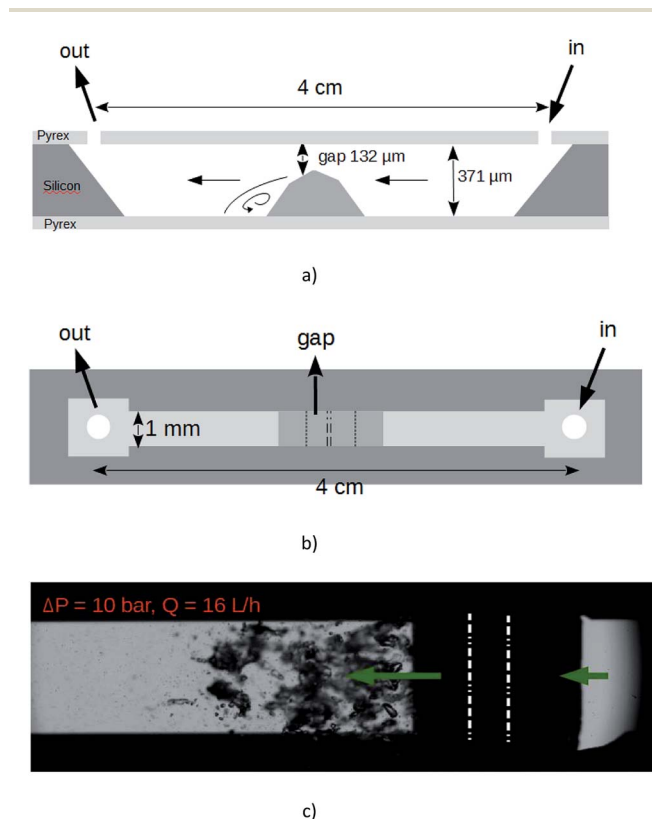 out
in
4 cm
Pyrex
gap 132 µm
371 µm
Silicon
Pyrex
a)
out
gap
in
1 mm
4 cm
b)
ΔP = 10 bar, Q = 16 L/h
c)